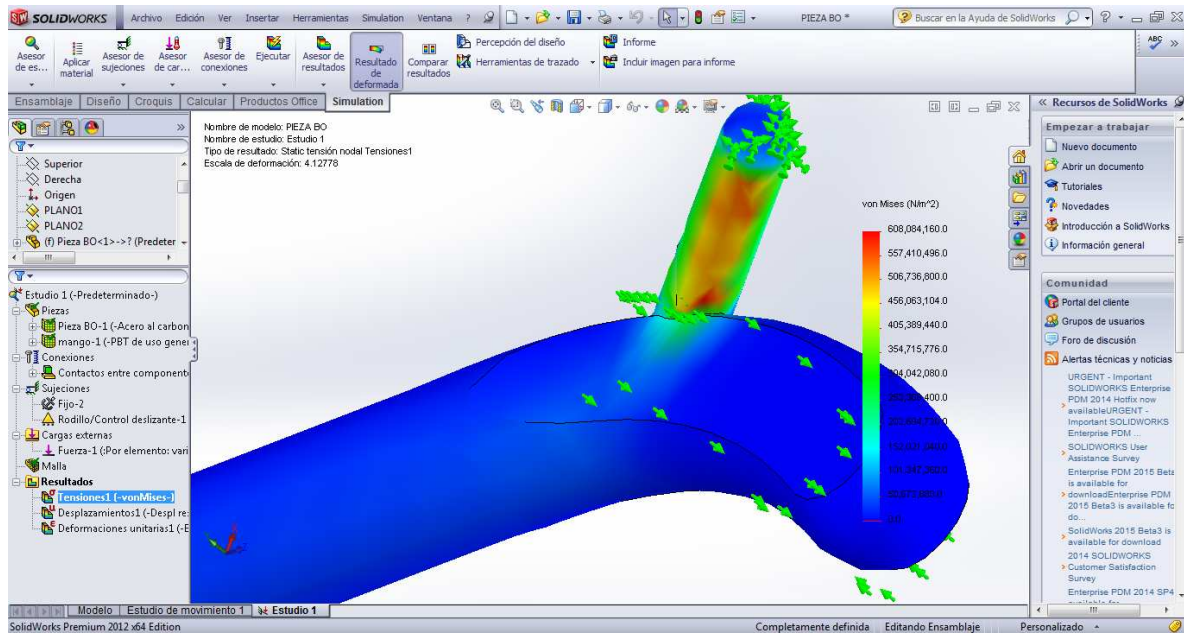 SOLIDWORKS Archivo Edición Ver Insertar Herramientas Simulation Ventana ? PIEZA BO * Buscar en la Ayuda de SolidWorks
Asesor de es...
Aplicar material
Asesor de sujeciones
Asesor de car...
Asesor de conexiones
Ejecutar
Asesor de resultados
Resultado de deformada
Comparar resultados
Percepción del diseño
Herramientas de trazado
Informe
Incluir imagen para informe
ABC
Ensamblaje Diseño Croquis Calcular Productos Office Simulation
Superior
Derecha
Origen
PLANO1
PLANO2
(f) Pieza BO<1>->? (Predeter
Estudio 1 (-Predeterminado-)
Piezas
Pieza BO-1 (-Acero al carbon
mango-1 (-PBT de uso gene
Conexiones
Contactos entre component
Sujeciones
Fijo-2
Rodillo/Control deslizante-1
Cargas externas
Fuerza-1 (:Por elemento: vari
Malla
Resultados
Tensiones1 (-vonMises-)
Desplazamientos1 (-Despl re
Deformaciones unitarias1 (-E
Nombre de modelo: PIEZA BO
Nombre de estudio: Estudio 1
Tipo de resultado: Static tensión nodal Tensiones1
Escala de deformación: 4.12778
von Mises (N/m^2)
608,084,160.0
557,410,496.0
506,736,800.0
456,063,104.0
405,389,440.0
354,715,776.0
0.0
Recursos de SolidWorks
Empezar a trabajar
Nuevo documento
Abrir un documento
Tutoriales
Novedades
Introducción a SolidWorks
Información general
Comunidad
Portal del cliente
Grupos de usuarios
Foro de discusión
Alertas técnicas y noticias
URGENT - Important
SOLIDWORKS Enterprise
PDM 2014 Hotfix now
availableURGENT -
Important SOLIDWORKS
Enterprise PDM ...
SOLIDWORKS User
Assistance Survey
Enterprise PDM 2015 Beta
is available for
downloadEnterprise PDM
2015 Beta3 is available fo
do...
SolidWorks 2015 Beta3 is
available for download
2014 SOLIDWORKS
Customer Satisfaction
Survey
Enterprise PDM 2014 SP4
Modelo Estudio de movimiento 1 Estudio 1
SolidWorks Premium 2012 x64 Edition Completamente definida Editando Ensamblaje Personalizado